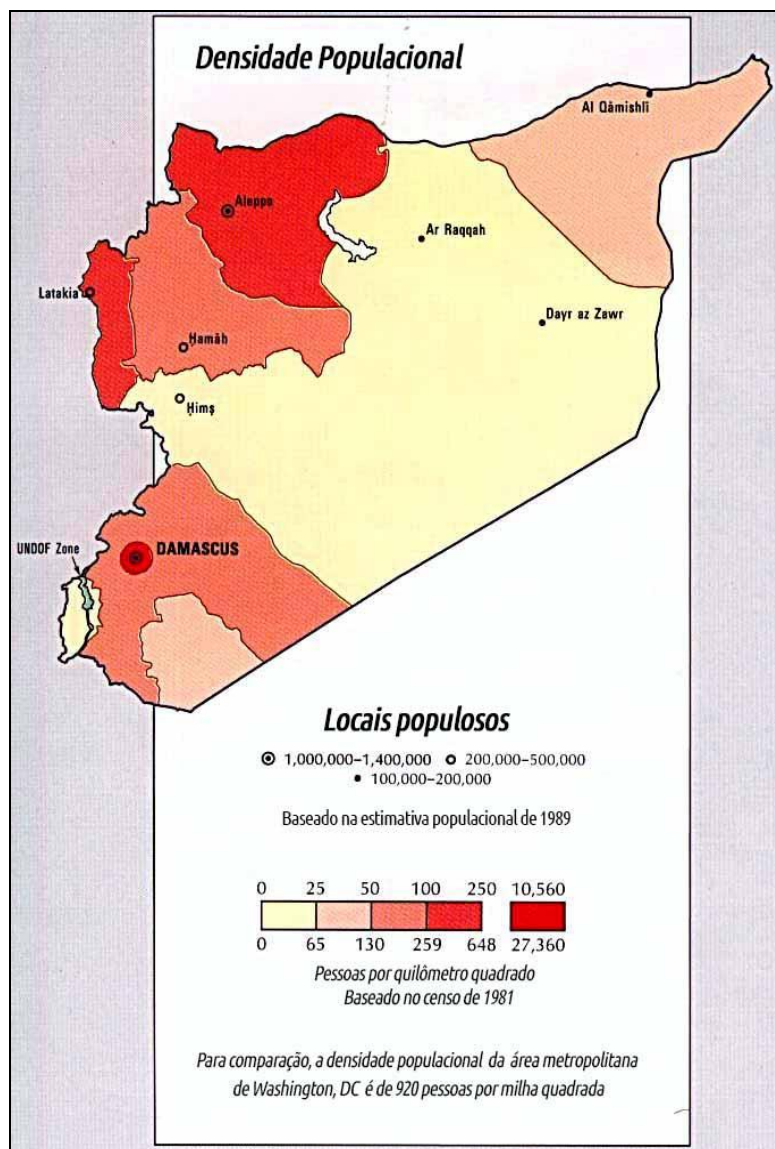 Densidade Populacional
Al Qâmishlî
Aleppo
Ar Raqqah
Latakia
Dayr az Zawr
Ḥamāh
Ḥimş
UNDOF Zone
DAMASCUS
Locais populosos
1,000,000–1,400,000 200,000–500,000
100,000–200,000
Baseado na estimativa populacional de 1989
0 25 50 100 250 10,560
0 65 130 259 648 27,360
Pessoas por quilômetro quadrado
Baseado no censo de 1981
Para comparação, a densidade populacional da área metropolitana
de Washington, DC é de 920 pessoas por milha quadrada